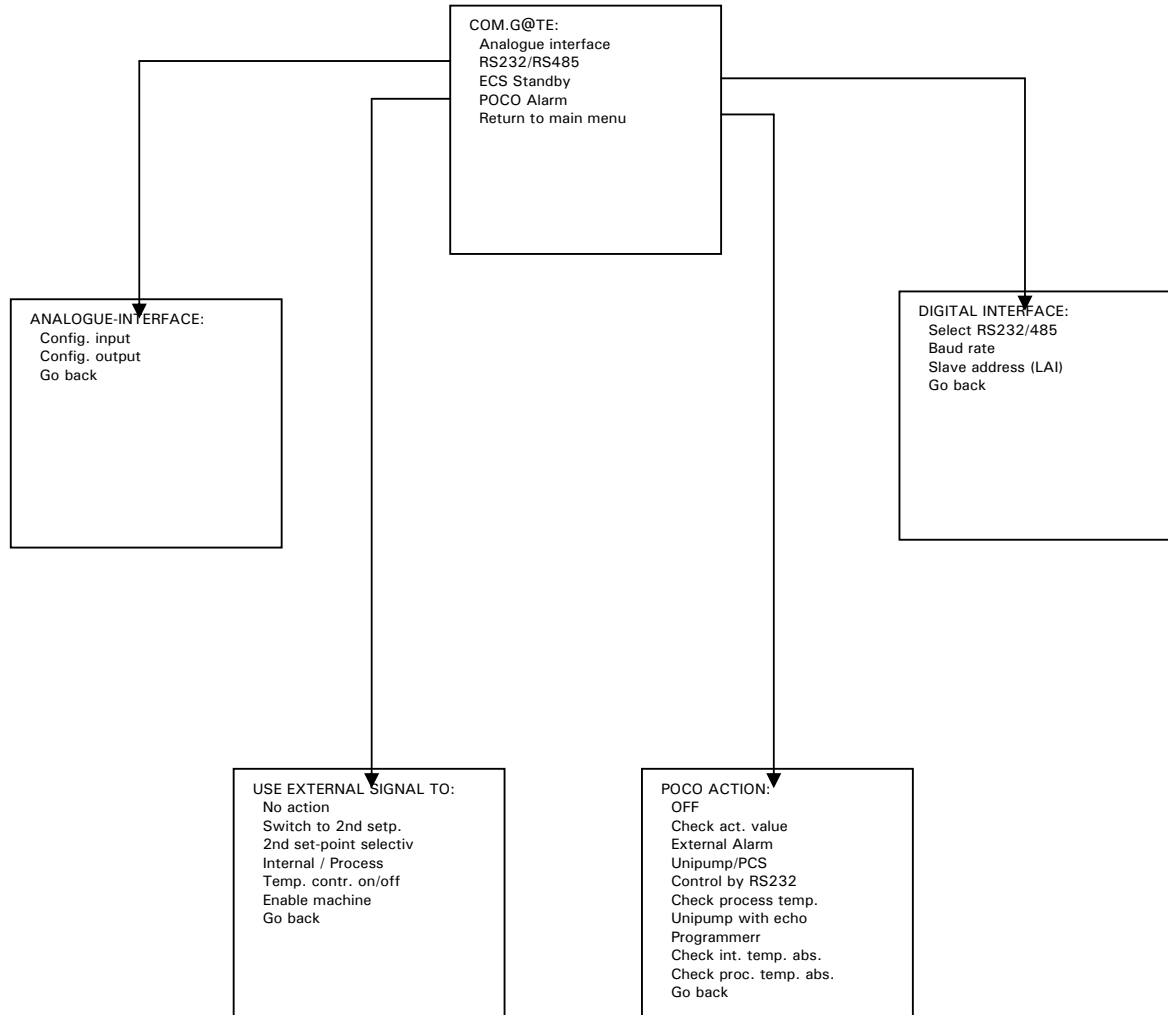 COM.G@TE:
Analogue interface
RS232/RS485
ECS Standby
POCO Alarm
Return to main menu
ANALOGUE-INTERFACE:
Config. input
Config. output
Go back
DIGITAL INTERFACE:
Select RS232/485
Baud rate
Slave address (LAI)
Go back
USE EXTERNAL SIGNAL TO:
No action
Switch to 2nd setp.
2nd set-point selectiv
Internal / Process
Temp. contr. on/off
Enable machine
Go back
POCO ACTION:
OFF
Check act. value
External Alarm
Unipump/PCS
Control by RS232
Check process temp.
Unipump with echo
Programmerr
Check int. temp. abs.
Check proc. temp. abs.
Go back